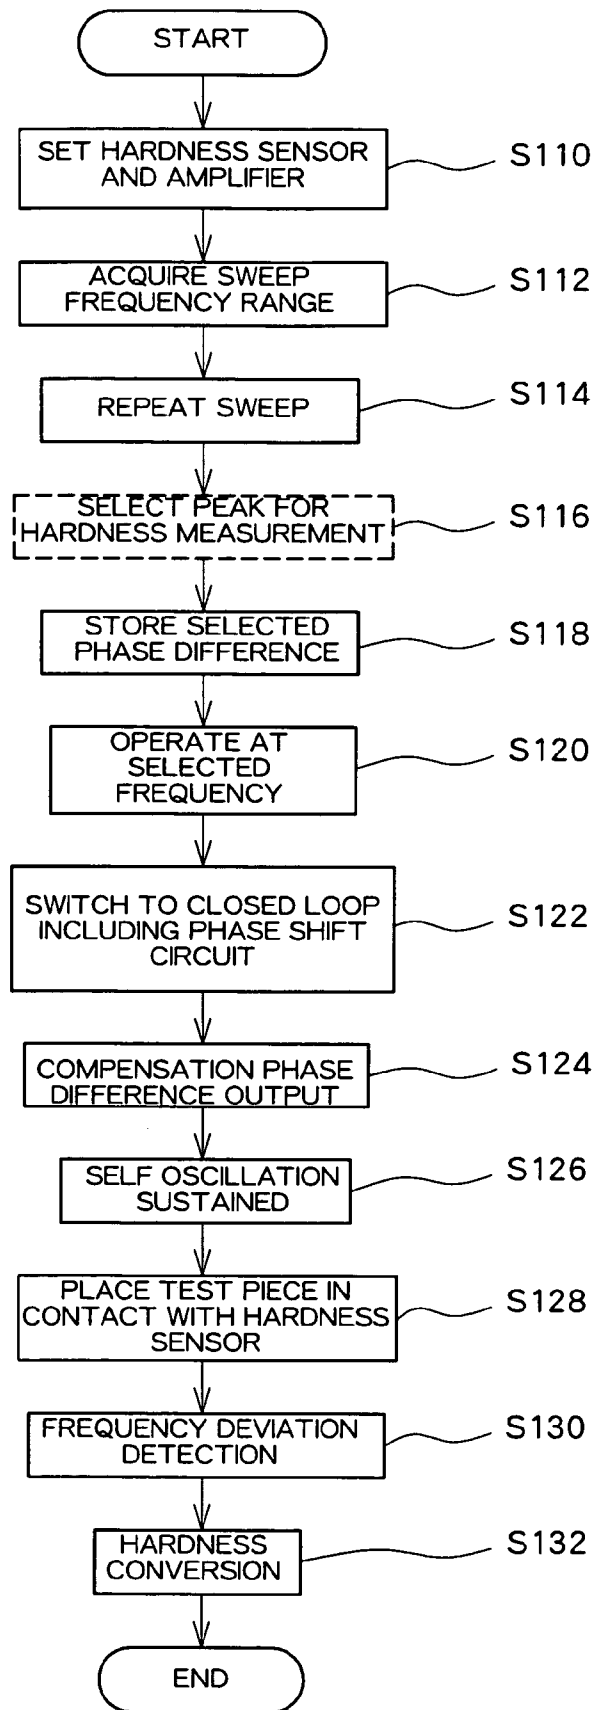 START
SET HARDNESS SENSOR
AND AMPLIFIER
S110
ACQUIRE SWEEP
FREQUENCY RANGE
S112
REPEAT SWEEP
S114
SELECT PEAK FOR
HARDNESS MEASUREMENT
S116
STORE SELECTED
PHASE DIFFERENCE
S118
OPERATE AT
SELECTED
FREQUENCY
S120
SWITCH TO CLOSED LOOP
INCLUDING PHASE SHIFT
CIRCUIT
S122
COMPENSATION PHASE
DIFFERENCE OUTPUT
S124
SELF OSCILLATION
SUSTAINED
S126
PLACE TEST PIECE IN
CONTACT WITH HARDNESS
SENSOR
S128
FREQUENCY DEVIATION
DETECTION
S130
HARDNESS
CONVERSION
S132
END